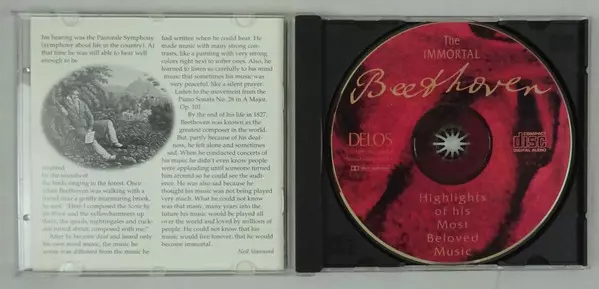 his hearing was the Pastorale Symphony
(symphony about life in the country). At
that time he was still able to hear well
enough to be
inspired
by the sounds of
the birds singing in the forest. Once
when Beethoven was walking with a
friend near a gently murmuring brook,
he said: "Here I composed the Scene by
the Brook and the yellowhammers up
there, the quails, nightingales and cuck-
oos round about, composed with me."
After he became deaf and heard only
his own music inside his mind, the music he
wrote was different from the music he
had written when he could hear. He
made music with many strong con-
trasts, like a painting with very strong
colors right next to softer ones. Also, he
learned to listen so carefully to his mind
music that sometimes his music was
very peaceful, like a silent prayer.
Listen to the movement from the
Piano Sonata No. 28 in A Major,
Op. 101.
By the end of his life in 1827,
Beethoven was known as the
greatest composer in the world.
But, partly because of his deaf-
ness, he felt alone and sometimes
sad. When he conducted concerts of
his music he didn't even know people
were applauding until someone turned
him around so he could see the audi-
ence. He was also sad because he
thought his music was not being played
very much. What he could not know
was that many, many years into the
future his music would be played all
over the world and loved by millions of
people. He could not know that his
music would live forever, that he would
become immortal.
The
IMMORTAL
Beethoven
DELOS
COMPACT
disc
DIGITAL AUDIO
Highlights
of his
Most
Beloved
Music